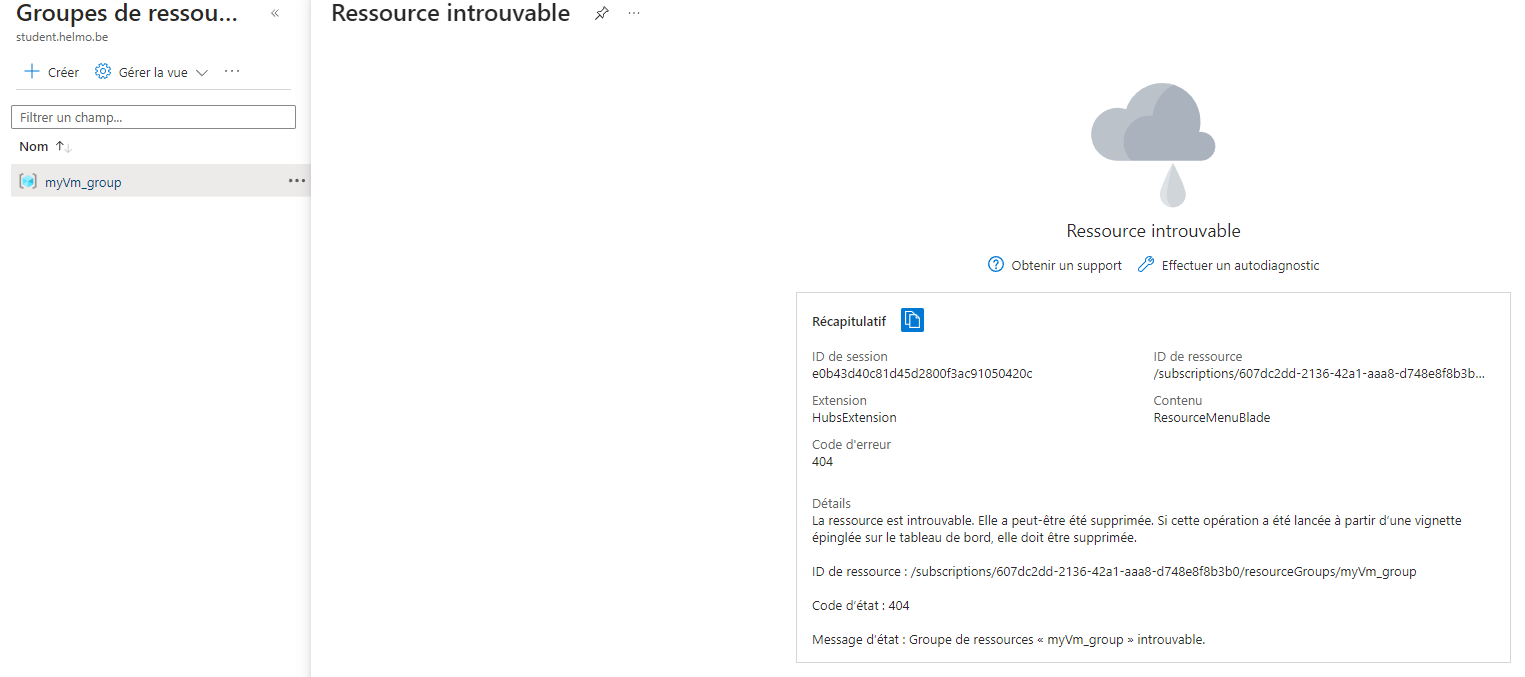 Groupes de ressou...
«
student.helmo.be
Créer
Gérer la vue
...
Filtrer un champ...
Nom ↑↓
myVm_group
...
Ressource introuvable
...
Ressource introuvable
Obtenir un support
Effectuer un autodiagnostic
Récapitulatif
ID de session
e0b43d40c81d45d2800f3ac91050420c
ID de ressource
/subscriptions/607dc2dd-2136-42a1-aaa8-d748e8f8b3b...
Extension
HubsExtension
Contenu
ResourceMenuBlade
Code d'erreur
404
Détails
La ressource est introuvable. Elle a peut-être été supprimée. Si cette opération a été lancée à partir d’une vignette
épinglée sur le tableau de bord, elle doit être supprimée.
ID de ressource : /subscriptions/607dc2dd-2136-42a1-aaa8-d748e8f8b3b0/resourceGroups/myVm_group
Code d’état : 404
Message d'état : Groupe de ressources « myVm_group » introuvable.